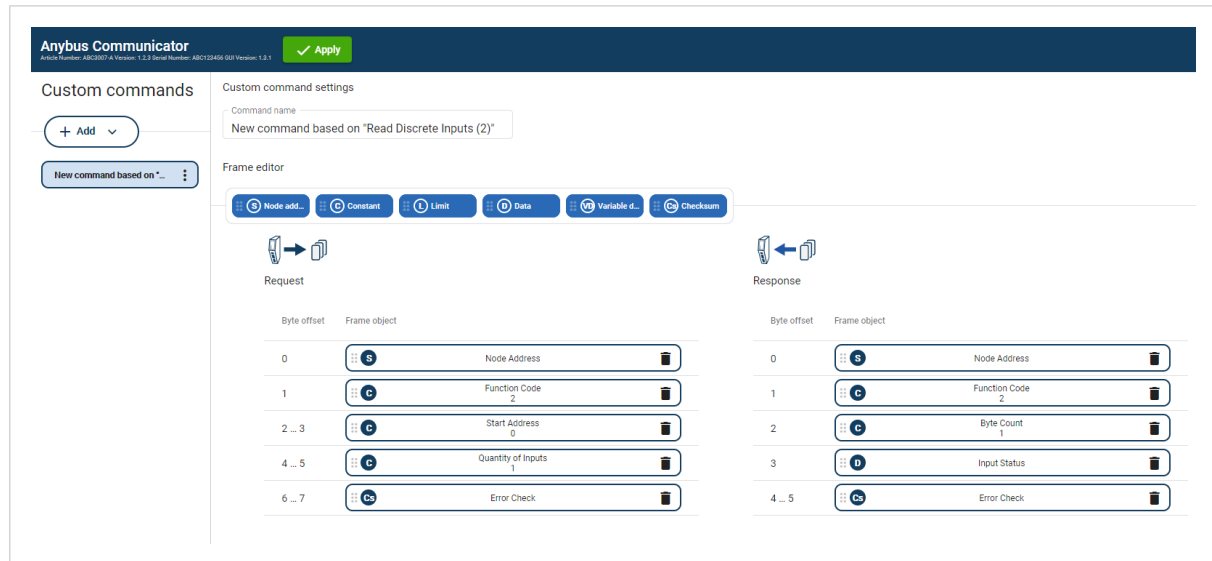 Anybus Communicator
Article Number: ABC3007-A Version: 1.2.3 Serial Number: ABC123456 GUI Version: 1.3.1
Apply
Custom commands
Add
New command based on "...
Custom command settings
Command name
New command based on "Read Discrete Inputs (2)"
Frame editor
S Node add...
C Constant
L Limit
D Data
VD Variable d...
Cs Checksum
Request
Byte offset Frame object
0 S Node Address
1 C Function Code
2
2 ... 3 C Start Address
0
4 ... 5 C Quantity of Inputs
1
6 ... 7 Cs Error Check
Response
Byte offset Frame object
0 S Node Address
1 C Function Code
2
2 C Byte Count
1
3 D Input Status
4 ... 5 Cs Error Check